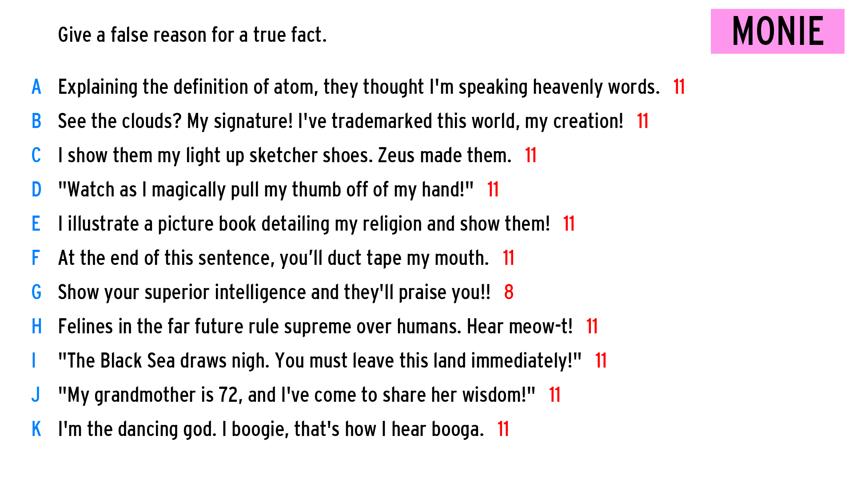 Give a false reason for a true fact.
MONIE
A Explaining the definition of atom, they thought I'm speaking heavenly words. 11
B See the clouds? My signature! I've trademarked this world, my creation! 11
C I show them my light up sketcher shoes. Zeus made them. 11
D "Watch as I magically pull my thumb off of my hand!" 11
E I illustrate a picture book detailing my religion and show them! 11
F At the end of this sentence, you’ll duct tape my mouth. 11
G Show your superior intelligence and they'll praise you!! 8
H Felines in the far future rule supreme over humans. Hear meow-t! 11
I "The Black Sea draws nigh. You must leave this land immediately!" 11
J "My grandmother is 72, and I've come to share her wisdom!" 11
K I'm the dancing god. I boogie, that's how I hear booga. 11